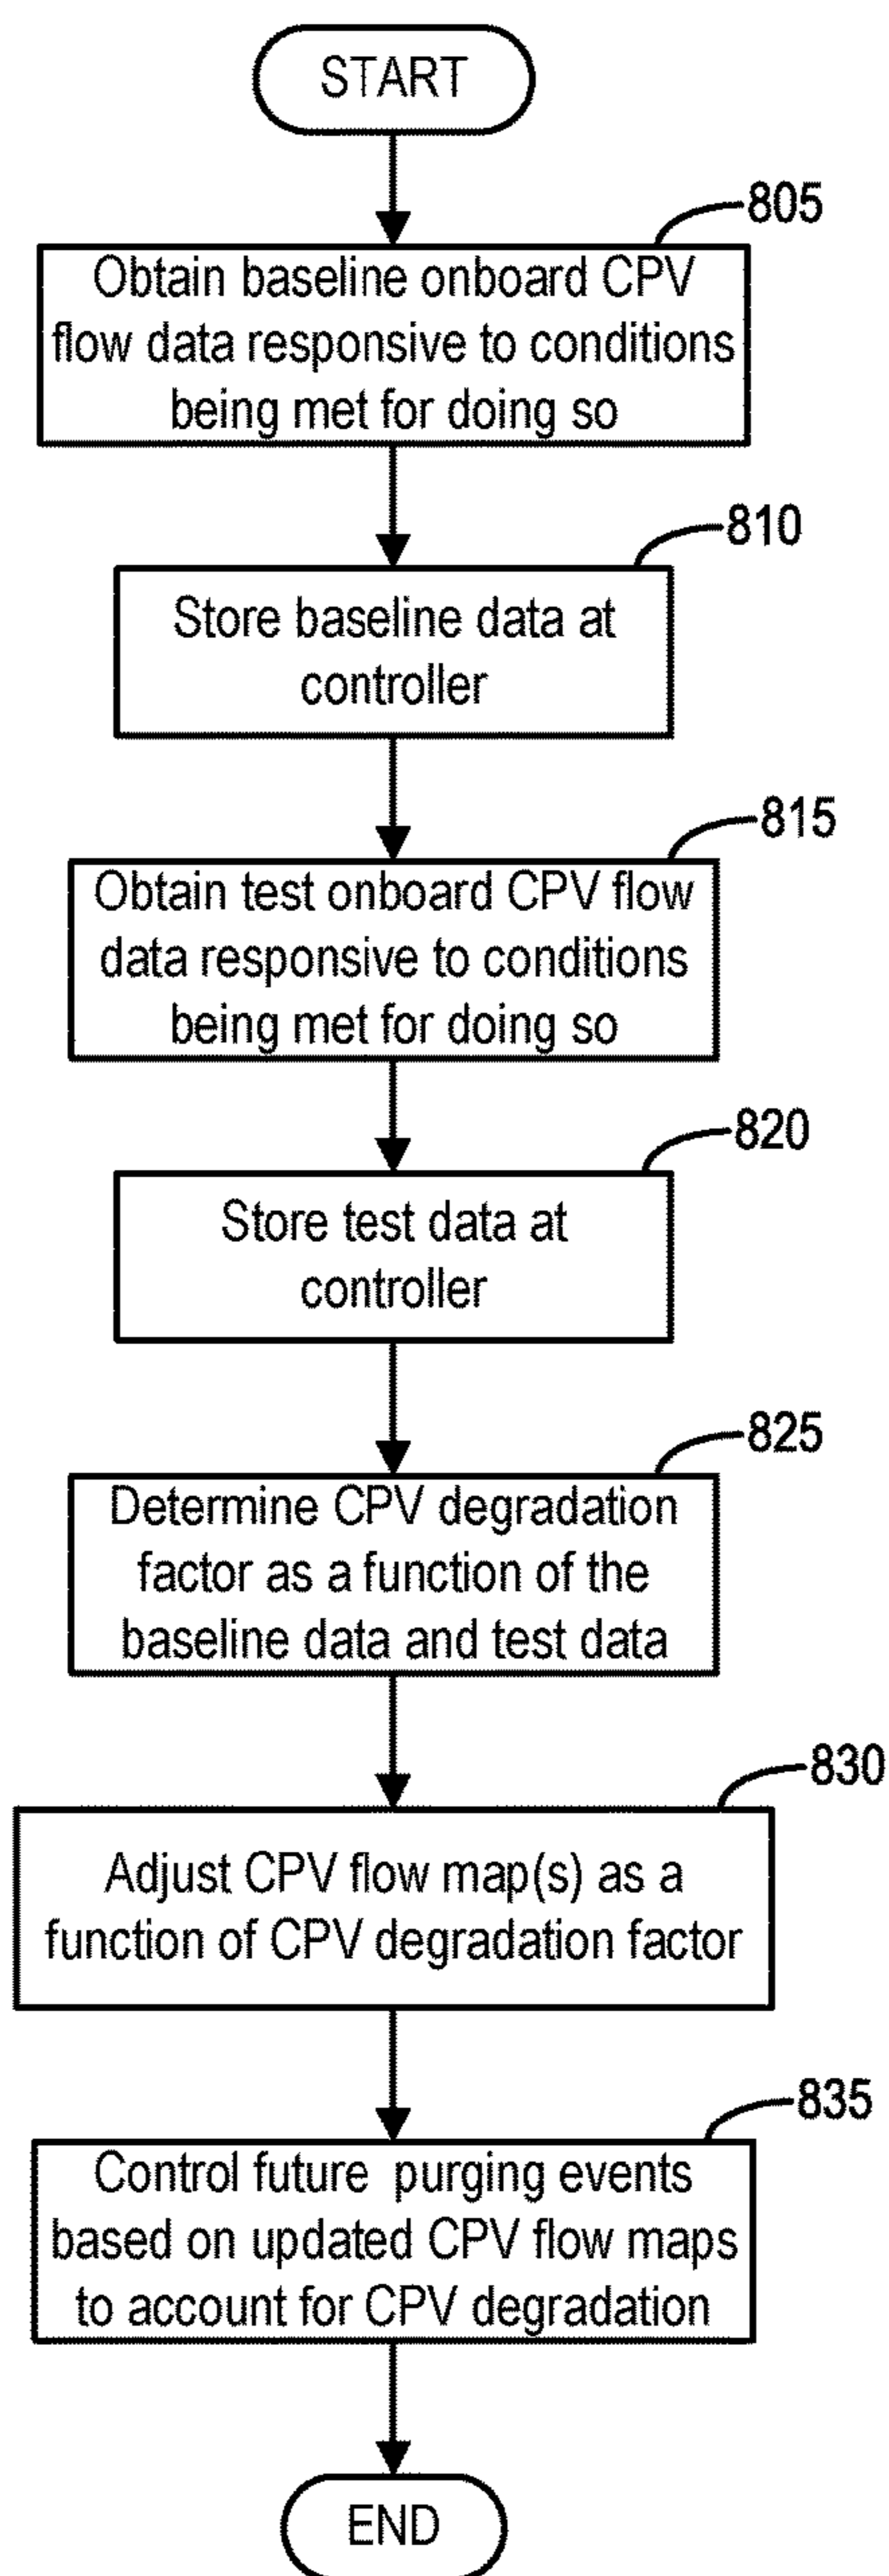 START
805
Obtain baseline onboard CPV
flow data responsive to conditions
being met for doing so
810
Store baseline data at
controller
815
Obtain test onboard CPV flow
data responsive to conditions
being met for doing so
820
Store test data at
controller
825
Determine CPV degradation
factor as a function of the
baseline data and test data
830
Adjust CPV flow map(s) as a
function of CPV degradation factor
835
Control future purging events
based on updated CPV flow maps
to account for CPV degradation
END